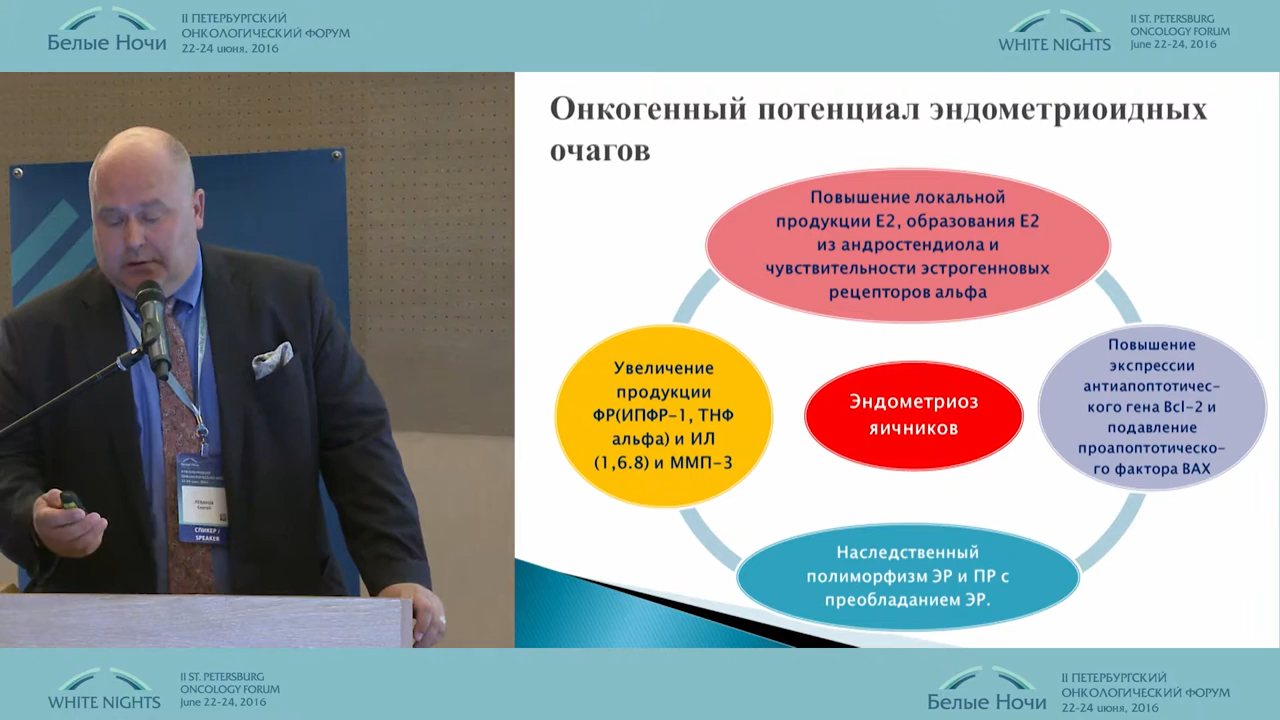 Белые Ночи
II ПЕТЕРБУРГСКИЙ
ОНКОЛОГИЧЕСКИЙ ФОРУМ
22-24 июня, 2016
WHITE NIGHTS
II ST. PETERSBURG
ONCOLOGY FORUM
June 22-24, 2016
Онкогенный потенциал эндометриоидных
очагов
Повышение локальной
продукции Е2, образования Е2
из андростендиола и
чувствительности эстрогенновых
рецепторов альфа
Увеличение
продукции
ФР(ИПФР-1, ТНФ
альфа) и ИЛ
(1,6.8) и ММП-3
Эндометриоз
яичников
Повышение
экспрессии
антиапоптотичес-
кого гена Bcl-2 и
подавление
проапоптотическо-
го фактора ВАХ
Наследственный
полиморфизм ЭР и ПР с
преобладанием ЭР.
Белые Ночи
СПИКЕР /
SPEAKER
WHITE NIGHTS
II ST. PETERSBURG
ONCOLOGY FORUM
June 22-24, 2016
Белые Ночи
II ПЕТЕРБУРГСКИЙ
ОНКОЛОГИЧЕСКИЙ ФОРУМ
22-24 июня, 2016